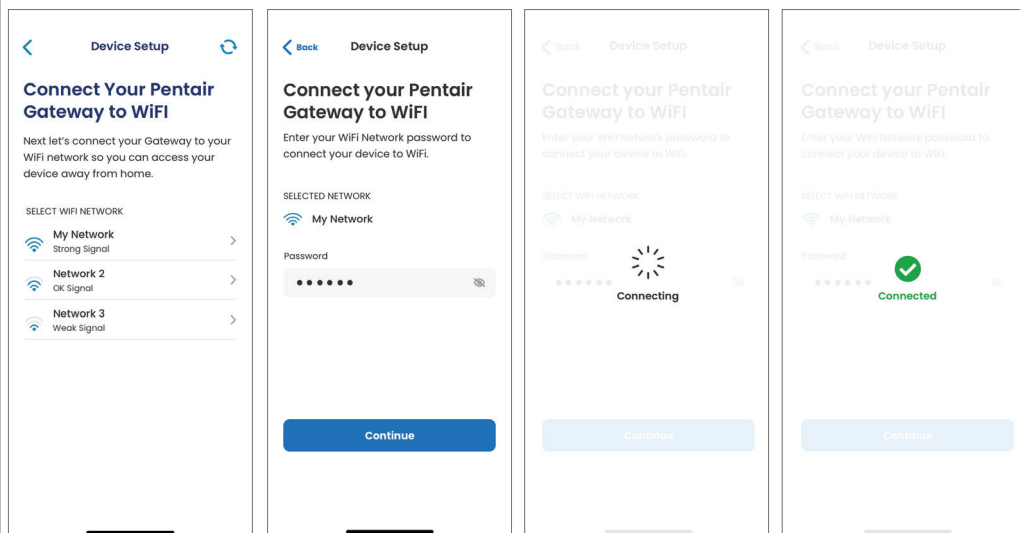 Device Setup
Connect Your Pentair
Gateway to WiFI
Next let's connect your Gateway to your
WiFi network so you can access your
device away from home.
SELECT WIFI NETWORK
My Network
Strong Signal
Network 2
OK Signal
Network 3
Weak Signal
Back
Device Setup
Connect your Pentair
Gateway to WiFI
Enter your WiFi Network password to
connect your device to WiFi.
SELECTED NETWORK
My Network
Password
Continue
Back
Device Setup
Connect your Pentair
Gateway to WiFI
Enter your WiFi Network password to
connect your device to WiFi.
SELECT WIFI NETWORK
My Network
Password
Connecting
Continue
Back
Device Setup
Connect your Pentair
Gateway to WiFI
Enter your WiFi Network password to
connect your device to WiFi.
SELECT WIFI NETWORK
My Network
Password
Connected
Continue